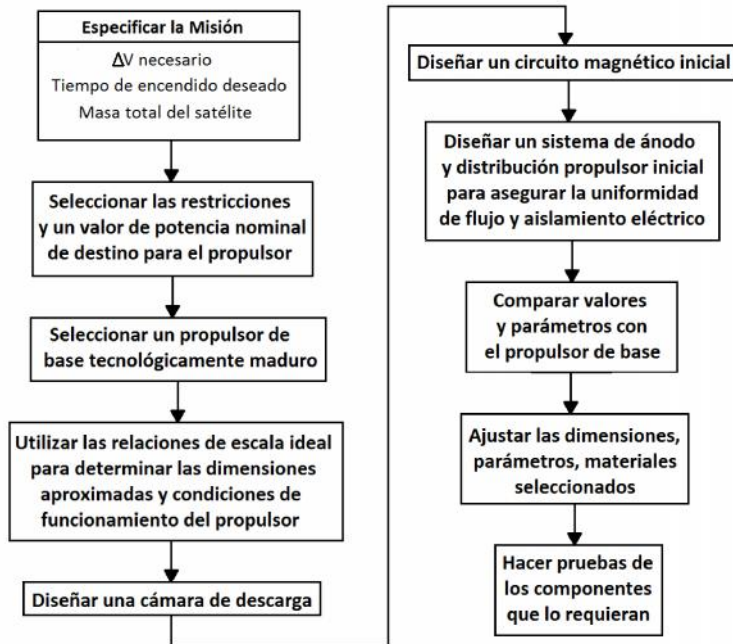 Especificar la Misión
ΔV necesario
Tiempo de encendido deseado
Masa total del satélite
Seleccionar las restricciones
y un valor de potencia nominal
de destino para el propulsor
Seleccionar un propulsor de
base tecnológicamente maduro
Utilizar las relaciones de escala ideal
para determinar las dimensiones
aproximadas y condiciones de
funcionamiento del propulsor
Diseñar una cámara de descarga
Diseñar un circuito magnético inicial
Diseñar un sistema de ánodo
y distribución propulsor inicial
para asegurar la uniformidad
de flujo y aislamiento eléctrico
Comparar valores
y parámetros con
el propulsor de base
Ajustar las dimensiones,
parámetros, materiales
seleccionados
Hacer pruebas de
los componentes
que lo requieran